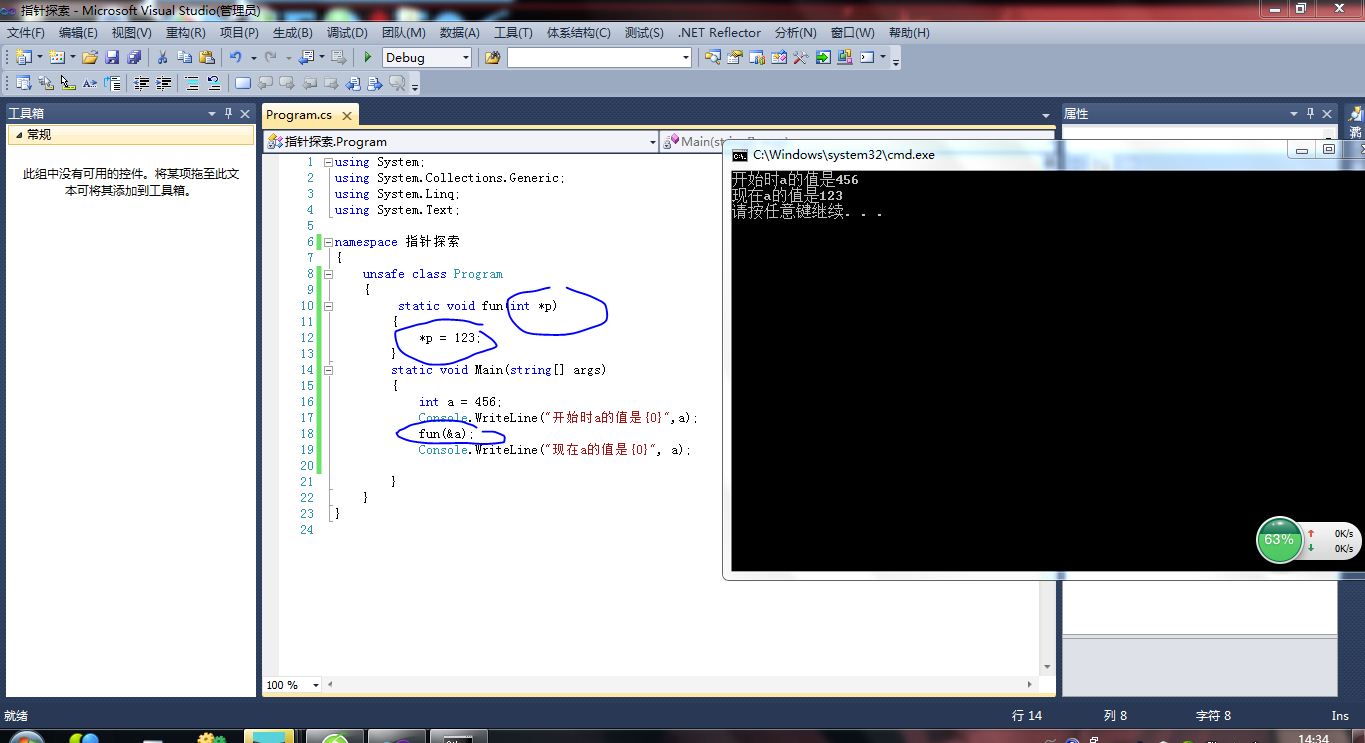 指针探索 - Microsoft Visual Studio(管理员)
文件(F) 编辑(E) 视图(V) 重构(R) 项目(P) 生成(B) 调试(D) 团队(M) 数据(A) 工具(T) 体系结构(C) 测试(S) .NET Reflector 分析(N) 窗口(W) 帮助(H)
Debug
工具箱
常规
此组中没有可用的控件。将某项拖至此文
本可将其添加到工具箱。
Program.cs
指针探索.Program
Main(str
1 using System;
2 using System.Collections.Generic;
3 using System.Linq;
4 using System.Text;
5
6 namespace 指针探索
7 {
8 unsafe class Program
9 {
10 static void fun(int *p)
11 {
12 *p = 123;
13 }
14 static void Main(string[] args)
15 {
16 int a = 456;
17 Console.WriteLine("开始时a的值是{0}",a);
18 fun(&a);
19 Console.WriteLine("现在a的值是{0}", a);
20
21 }
22 }
23 }
24
100 %
属性
C:\Windows\system32\cmd.exe
开始时a的值是456
现在a的值是123
请按任意键继续. . .
63%
0K/s
0K/s
就绪
行 14 列 8 字符 8 Ins
14:34